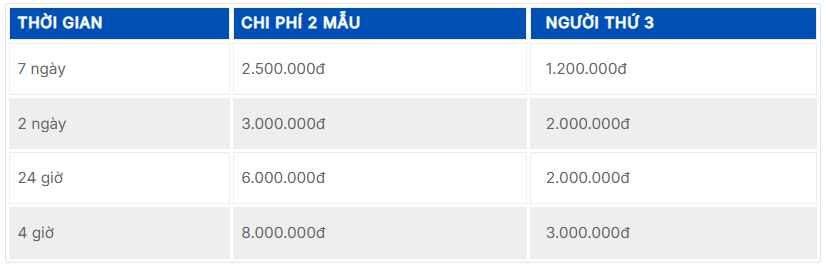 THỜI GIAN CHI PHÍ 2 MẪU NGƯỜI THỨ 3
7 ngày 2.500.000đ 1.200.000đ
2 ngày 3.000.000đ 2.000.000đ
24 giờ 6.000.000đ 2.000.000đ
4 giờ 8.000.000đ 3.000.000đ